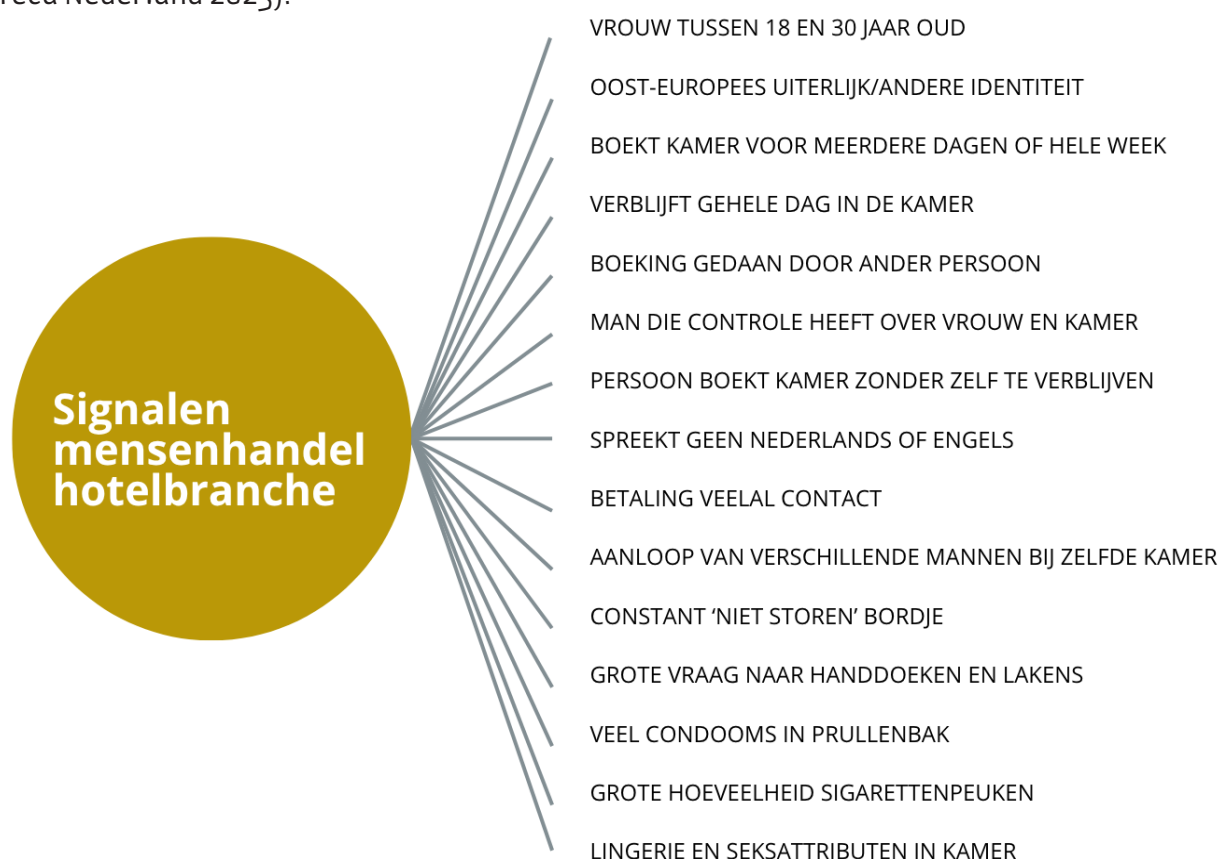 reca Nederland 2023).
VROUW TUSSEN 18 EN 30 JAAR OUD
OOST-EUROPEES UITERLIJK/ANDERE IDENTITEIT
BOEKT KAMER VOOR MEERDERE DAGEN OF HELE WEEK
VERBLIJFT GEHELE DAG IN DE KAMER
BOEKING GEDAAN DOOR ANDER PERSOON
MAN DIE CONTROLE HEEFT OVER VROUW EN KAMER
PERSOON BOEKT KAMER ZONDER ZELF TE VERBLIJVEN
Signalen
mensenhandel
hotelbranche
SPREEKT GEEN NEDERLANDS OF ENGELS
BETALING VEELAL CONTACT
AANLOOP VAN VERSCHILLENDE MANNEN BIJ ZELFDE KAMER
CONSTANT ‘NIET STOREN’ BORDJE
GROTE VRAAG NAAR HANDDOEKEN EN LAKENS
VEEL CONDOOMS IN PRULLENBAK
GROTE HOEVEELHEID SIGARETTENPEUKEN
LINGERIE EN SEKSATTRIBUTEN IN KAMER